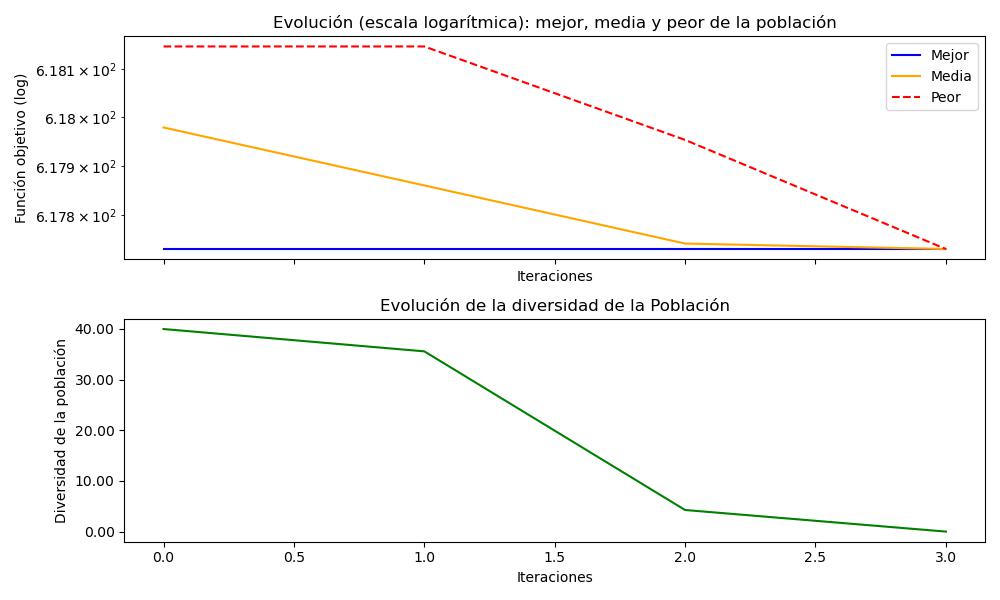 Evolución (escala logarítmica): mejor, media y peor de la población
Función objetivo (log)
6.181 × 10²
6.18 × 10²
6.179 × 10²
6.178 × 10²
Mejor
Media
Peor
Iteraciones
Evolución de la diversidad de la Población
Diversidad de la población
40.00
30.00
20.00
10.00
0.00
0.0 0.5 1.0 1.5 2.0 2.5 3.0
Iteraciones